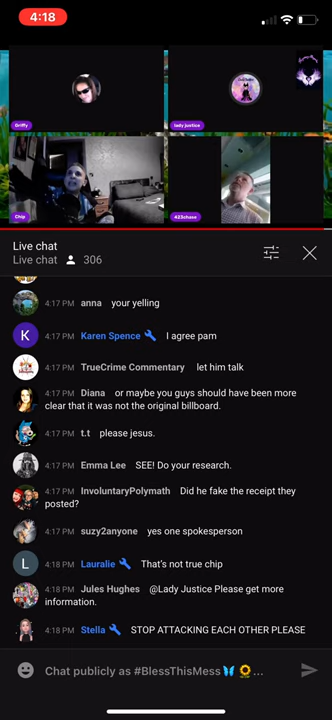 4:18
Griffy
lady justice
Chip
423chase
Live chat
Live chat 306
4:17 PM anna your yelling
K
4:17 PM Karen Spence I agree pam
4:17 PM TrueCrime Commentary let him talk
4:17 PM Diana or maybe you guys should have been more
clear that it was not the original billboard.
4:17 PM t.t please jesus.
4:17 PM Emma Lee SEE! Do your research.
4:17 PM InvoluntaryPolymath Did he fake the receipt they
posted?
4:17 PM suzy2anyone yes one spokesperson
L
4:18 PM Lauralie That's not true chip
4:18 PM Jules Hughes @Lady Justice Please get more
information.
4:18 PM Stella STOP ATTACKING EACH OTHER PLEASE
Chat publicly as #BlessThisMess🦋🌻...